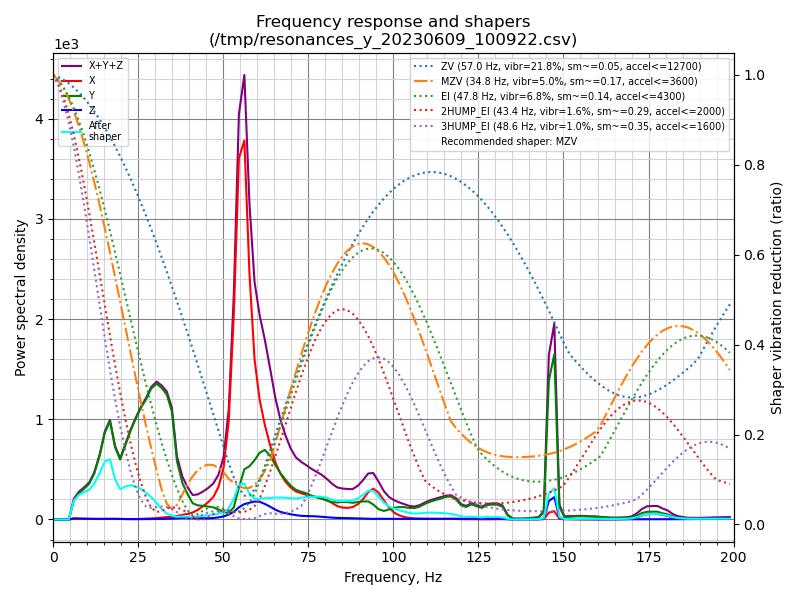 Frequency response and shapers
(/tmp/resonances_y_20230609_100922.csv)
1e3
X+Y+Z
X
Y
Z
After
shaper
ZV (57.0 Hz, vibr=21.8%, sm~=0.05, accel<=12700)
MZV (34.8 Hz, vibr=5.0%, sm~=0.17, accel<=3600)
EI (47.8 Hz, vibr=6.8%, sm~=0.14, accel<=4300)
2HUMP_EI (43.4 Hz, vibr=1.6%, sm~=0.29, accel<=2000)
3HUMP_EI (48.6 Hz, vibr=1.0%, sm~=0.35, accel<=1600)
Recommended shaper: MZV
Power spectral density
4
3
2
1
0
1.0
0.8
0.6
0.4
0.2
0.0
Shaper vibration reduction (ratio)
0 25 50 75 100 125 150 175 200
Frequency, Hz